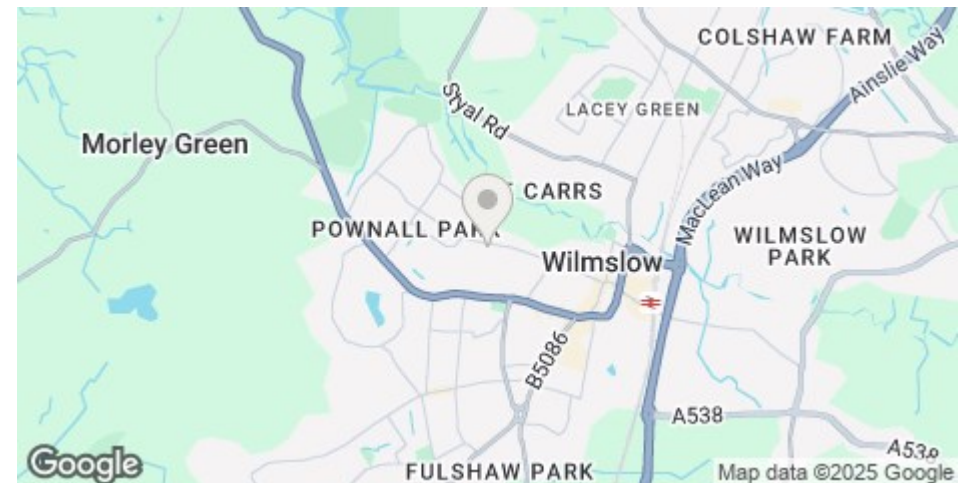 COLSHAW FARM
Ainslie Way
Styal Rd
LACEY GREEN
Morley Green
MacLean Way
CARRS
POWNALL PARK
WILMSLOW
PARK
Wilmslow
B5086
A538
A538
FULSHAW PARK
Google
Map data ©2025 Google